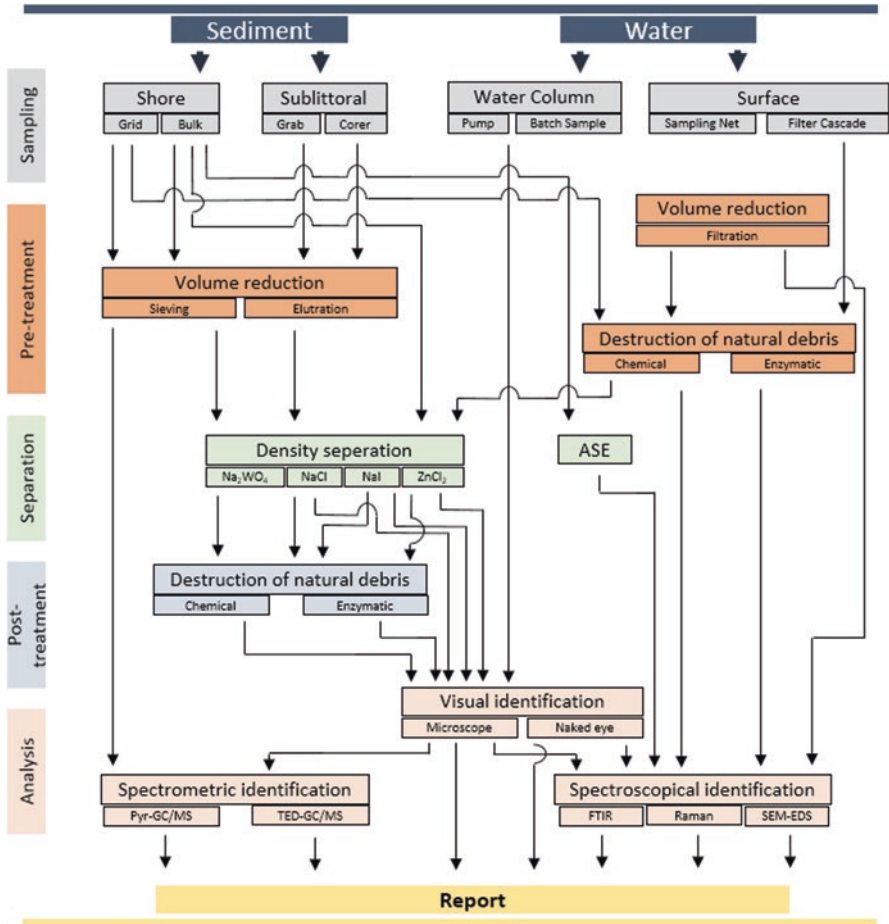 Sediment
Water
Sampling
Shore
Grid
Bulk
Sublittoral
Grab
Corer
Water Column
Pump
Batch Sample
Surface
Sampling Net
Filter Cascade
Pre-treatment
Volume reduction
Filtration
Volume reduction
Sieving
Elutration
Destruction of natural debris
Chemical
Enzymatic
Separation
Density seperation
Na₂WO₄
NaCl
NaI
ZnCl₂
ASE
Post-
treatment
Destruction of natural debris
Chemical
Enzymatic
Analysis
Visual identification
Microscope
Naked eye
Spectrometric identification
Pyr-GC/MS
TED-GC/MS
Spectroscopical identification
FTIR
Raman
SEM-EDS
Report